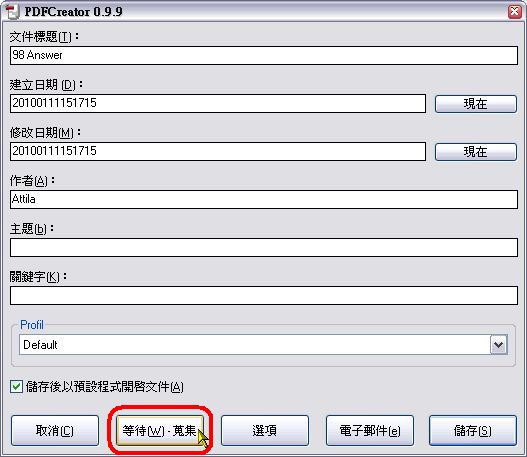 PDFCreator 0.9.9
文件標題(T)：
98 Answer
建立日期 (D)：
20100111151715
現在
修改日期(M)：
20100111151715
現在
作者(A)：
Attila
主題(b)：
關鍵字(K)：
Profil
Default
儲存後以預設程式開啓文件(A)
取消(C)
等待(W) - 蒐集
選項
電子郵件(e)
儲存(S)